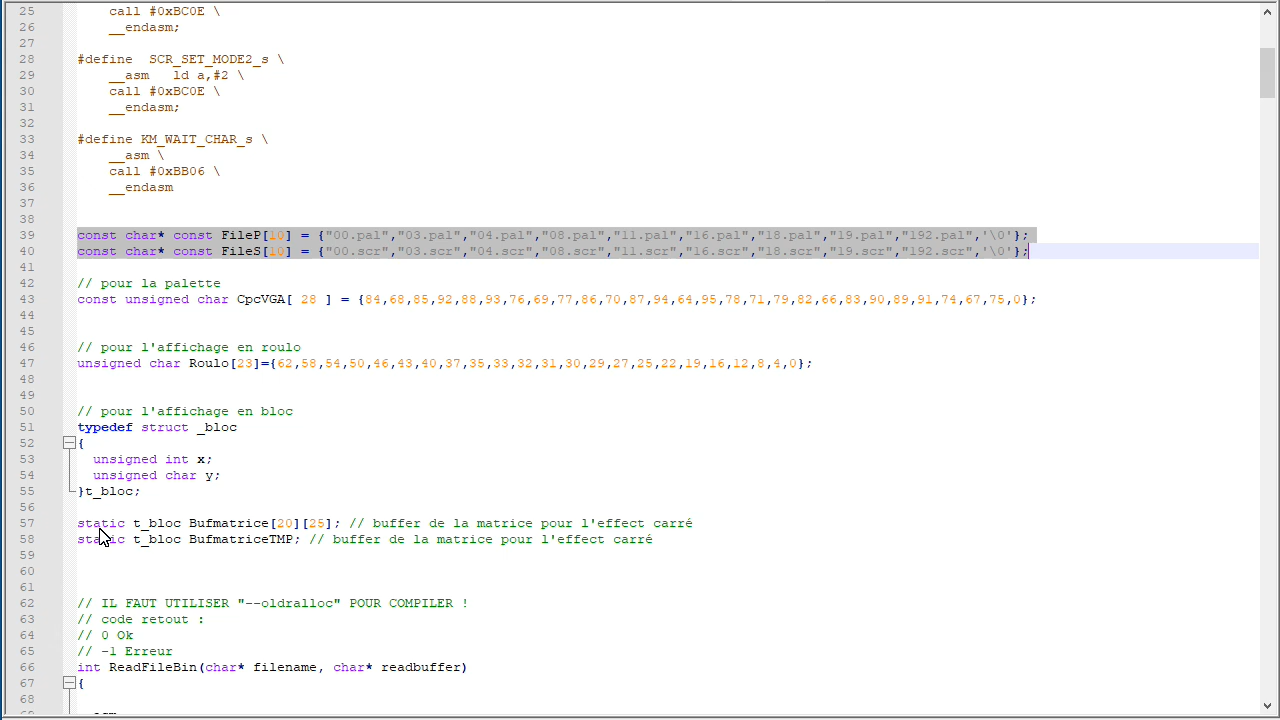 25 call #0xBC0E \
26 __endasm;
27
28 #define  SCR_SET_MODE2_s \
29 __asm   ld a,#2 \
30 call #0xBC0E \
31 __endasm;
32
33 #define KM_WAIT_CHAR_s \
34 __asm \
35 call #0xBB06 \
36 __endasm
37
38
39 const char* const FileP[10] = {"00.pal","03.pal","04.pal","08.pal","11.pal","16.pal","18.pal","19.pal","192.pal",'\0'};
40 const char* const FileS[10] = {"00.scr","03.scr","04.scr","08.scr","11.scr","16.scr","18.scr","19.scr","192.scr",'\0'};
41
42 // pour la palette
43 const unsigned char CpcVGA[ 28 ] = {84,68,85,92,88,93,76,69,77,86,70,87,94,64,95,78,71,79,82,66,83,90,89,91,74,67,75,0};
44
45
46 // pour l'affichage en roulo
47 unsigned char Roulo[23]={62,58,54,50,46,43,40,37,35,33,32,31,30,29,27,25,22,19,16,12,8,4,0};
48
49
50 // pour l'affichage en bloc
51 typedef struct _bloc
52 {
53 unsigned int x;
54 unsigned char y;
55 }t_bloc;
56
57 static t_bloc Bufmatrice[20][25]; // buffer de la matrice pour l'effect carré
58 static t_bloc BufmatriceTMP; // buffer de la matrice pour l'effect carré
59
60
61
62 // IL FAUT UTILISER "--oldralloc" POUR COMPILER !
63 // code retout :
64 // 0 Ok
65 // -1 Erreur
66 int ReadFileBin(char* filename, char* readbuffer)
67 {
68